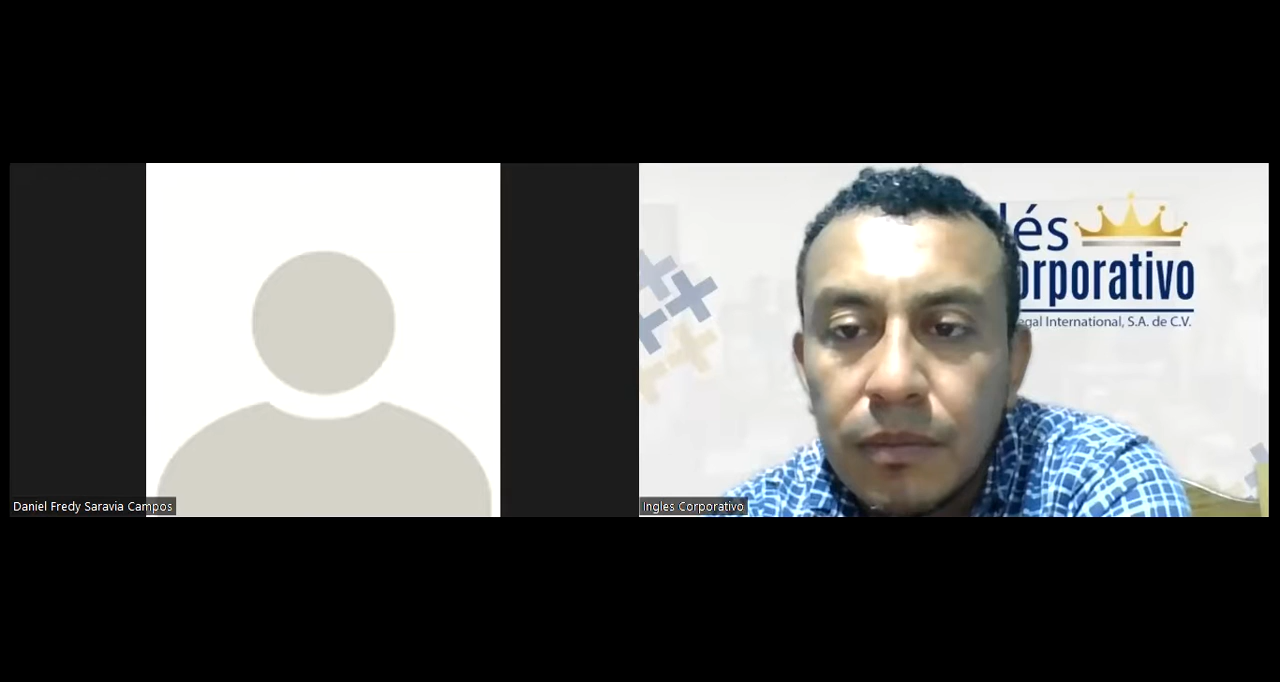 lés
orporativo
egal International, S.A. de C.V.
Daniel Fredy Saravia Campos
Ingles Corporativo